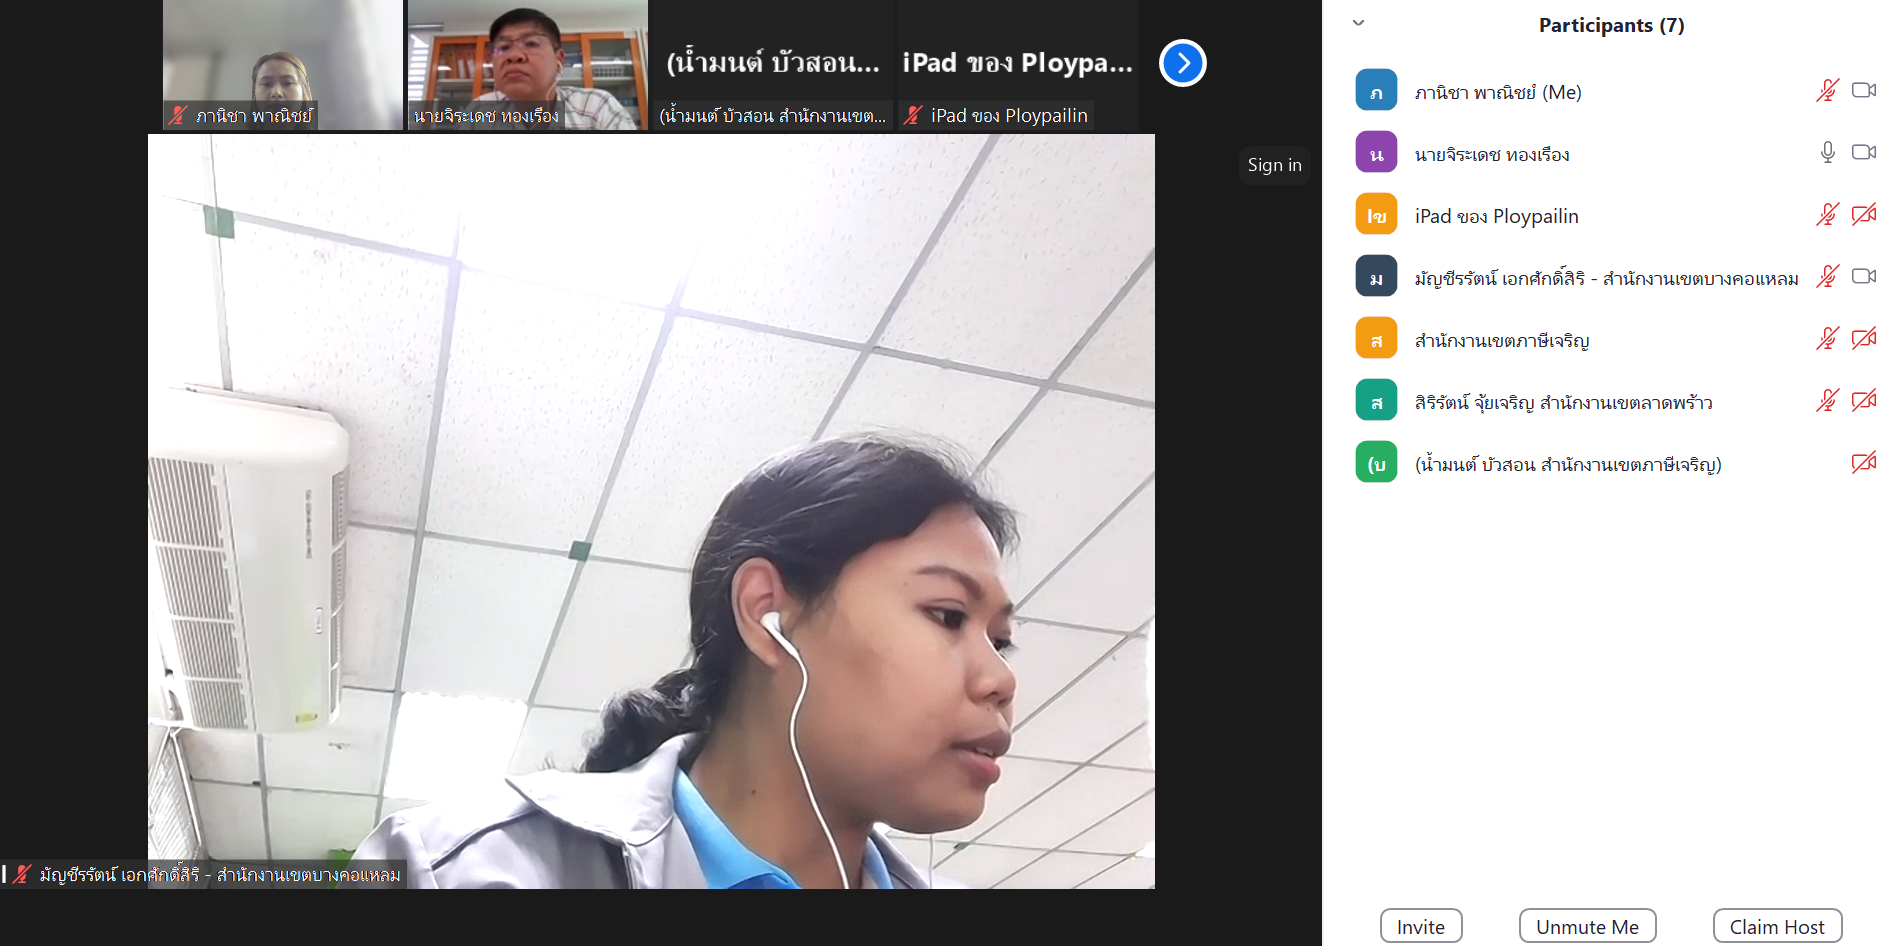 (น้ำมนต์ บัวสอน...
iPad ของ Ploypa...
ภานิชา พาณิชย์
นายจิระเดช ทองเรือง
(น้ำมนต์ บัวสอน สำนักงานเขต...
iPad ของ Ploypailin
Sign in
มัญชีรรัตน์ เอกศักดิ์สิริ - สำนักงานเขตบางคอแหลม
Participants (7)
ภ ภานิชา พาณิชย์ (Me)
น นายจิระเดช ทองเรือง
Iข iPad ของ Ploypailin
ม มัญชีรรัตน์ เอกศักดิ์สิริ - สำนักงานเขตบางคอแหลม
ส สำนักงานเขตภาษีเจริญ
ส สิริรัตน์ จุ้ยเจริญ สำนักงานเขตลาดพร้าว
(บ (น้ำมนต์ บัวสอน สำนักงานเขตภาษีเจริญ)
Invite
Unmute Me
Claim Host